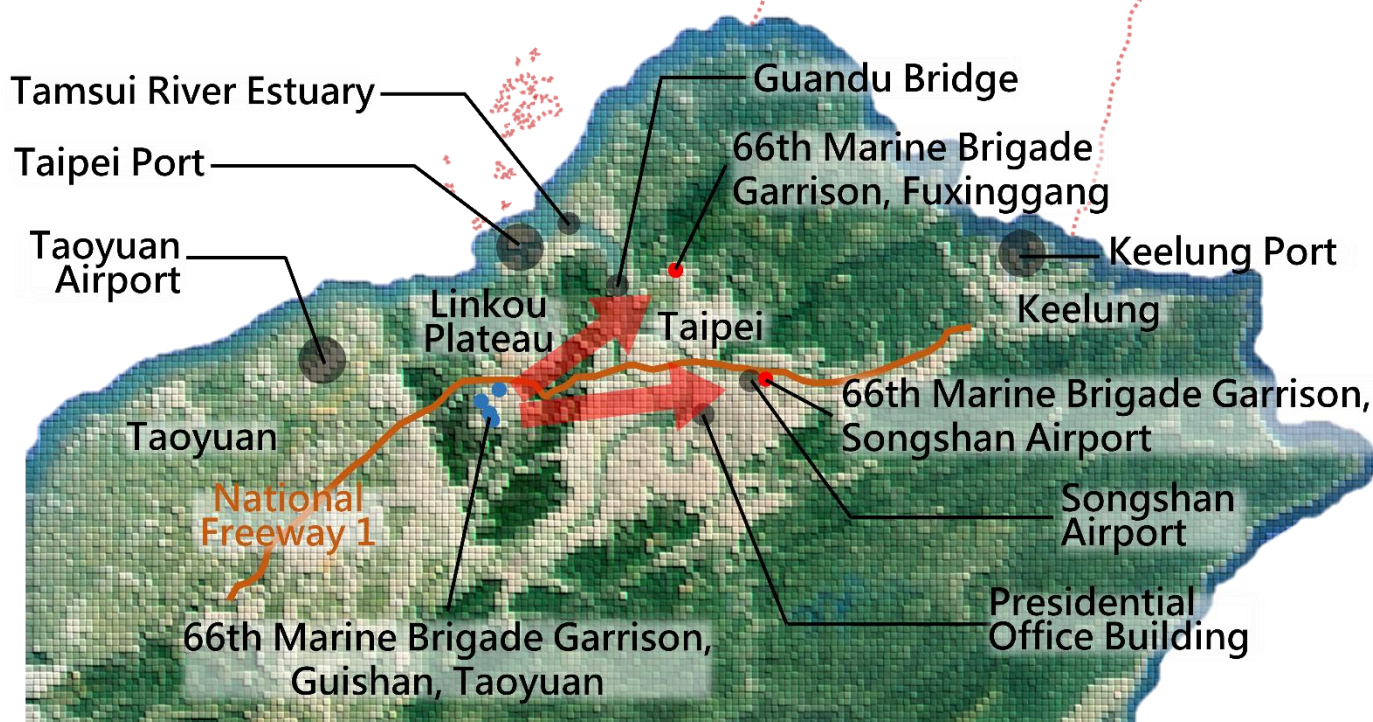 Tamsui River Estuary
Guandu Bridge
Taipei Port
66th Marine Brigade
Garrison, Fuxinggang
Taoyuan
Airport
Keelung Port
Linkou
Plateau
Taipei
Keelung
Taoyuan
66th Marine Brigade Garrison,
Songshan Airport
National
Freeway 1
Songshan
Airport
Presidential
Office Building
66th Marine Brigade Garrison,
Guishan, Taoyuan